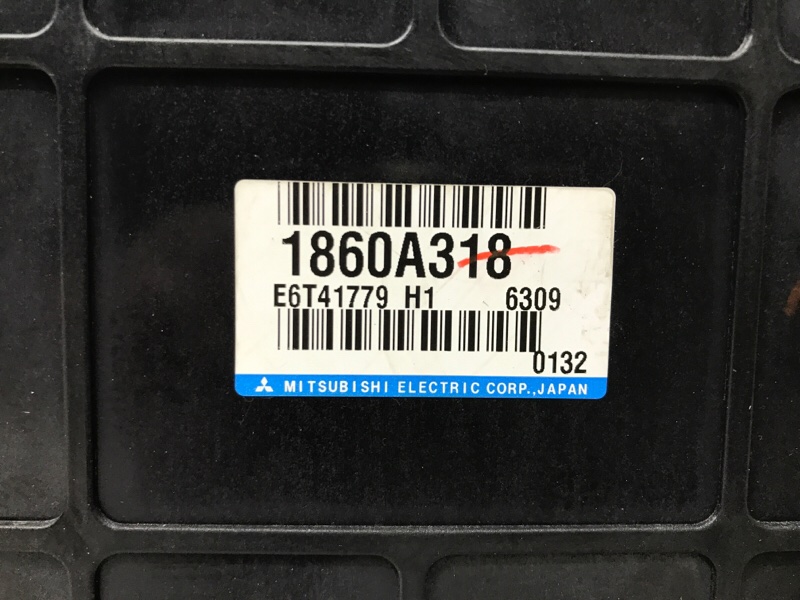 1860A318
E6T41779 H1 6309
0132
MITSUBISHI ELECTRIC CORP.,JAPAN